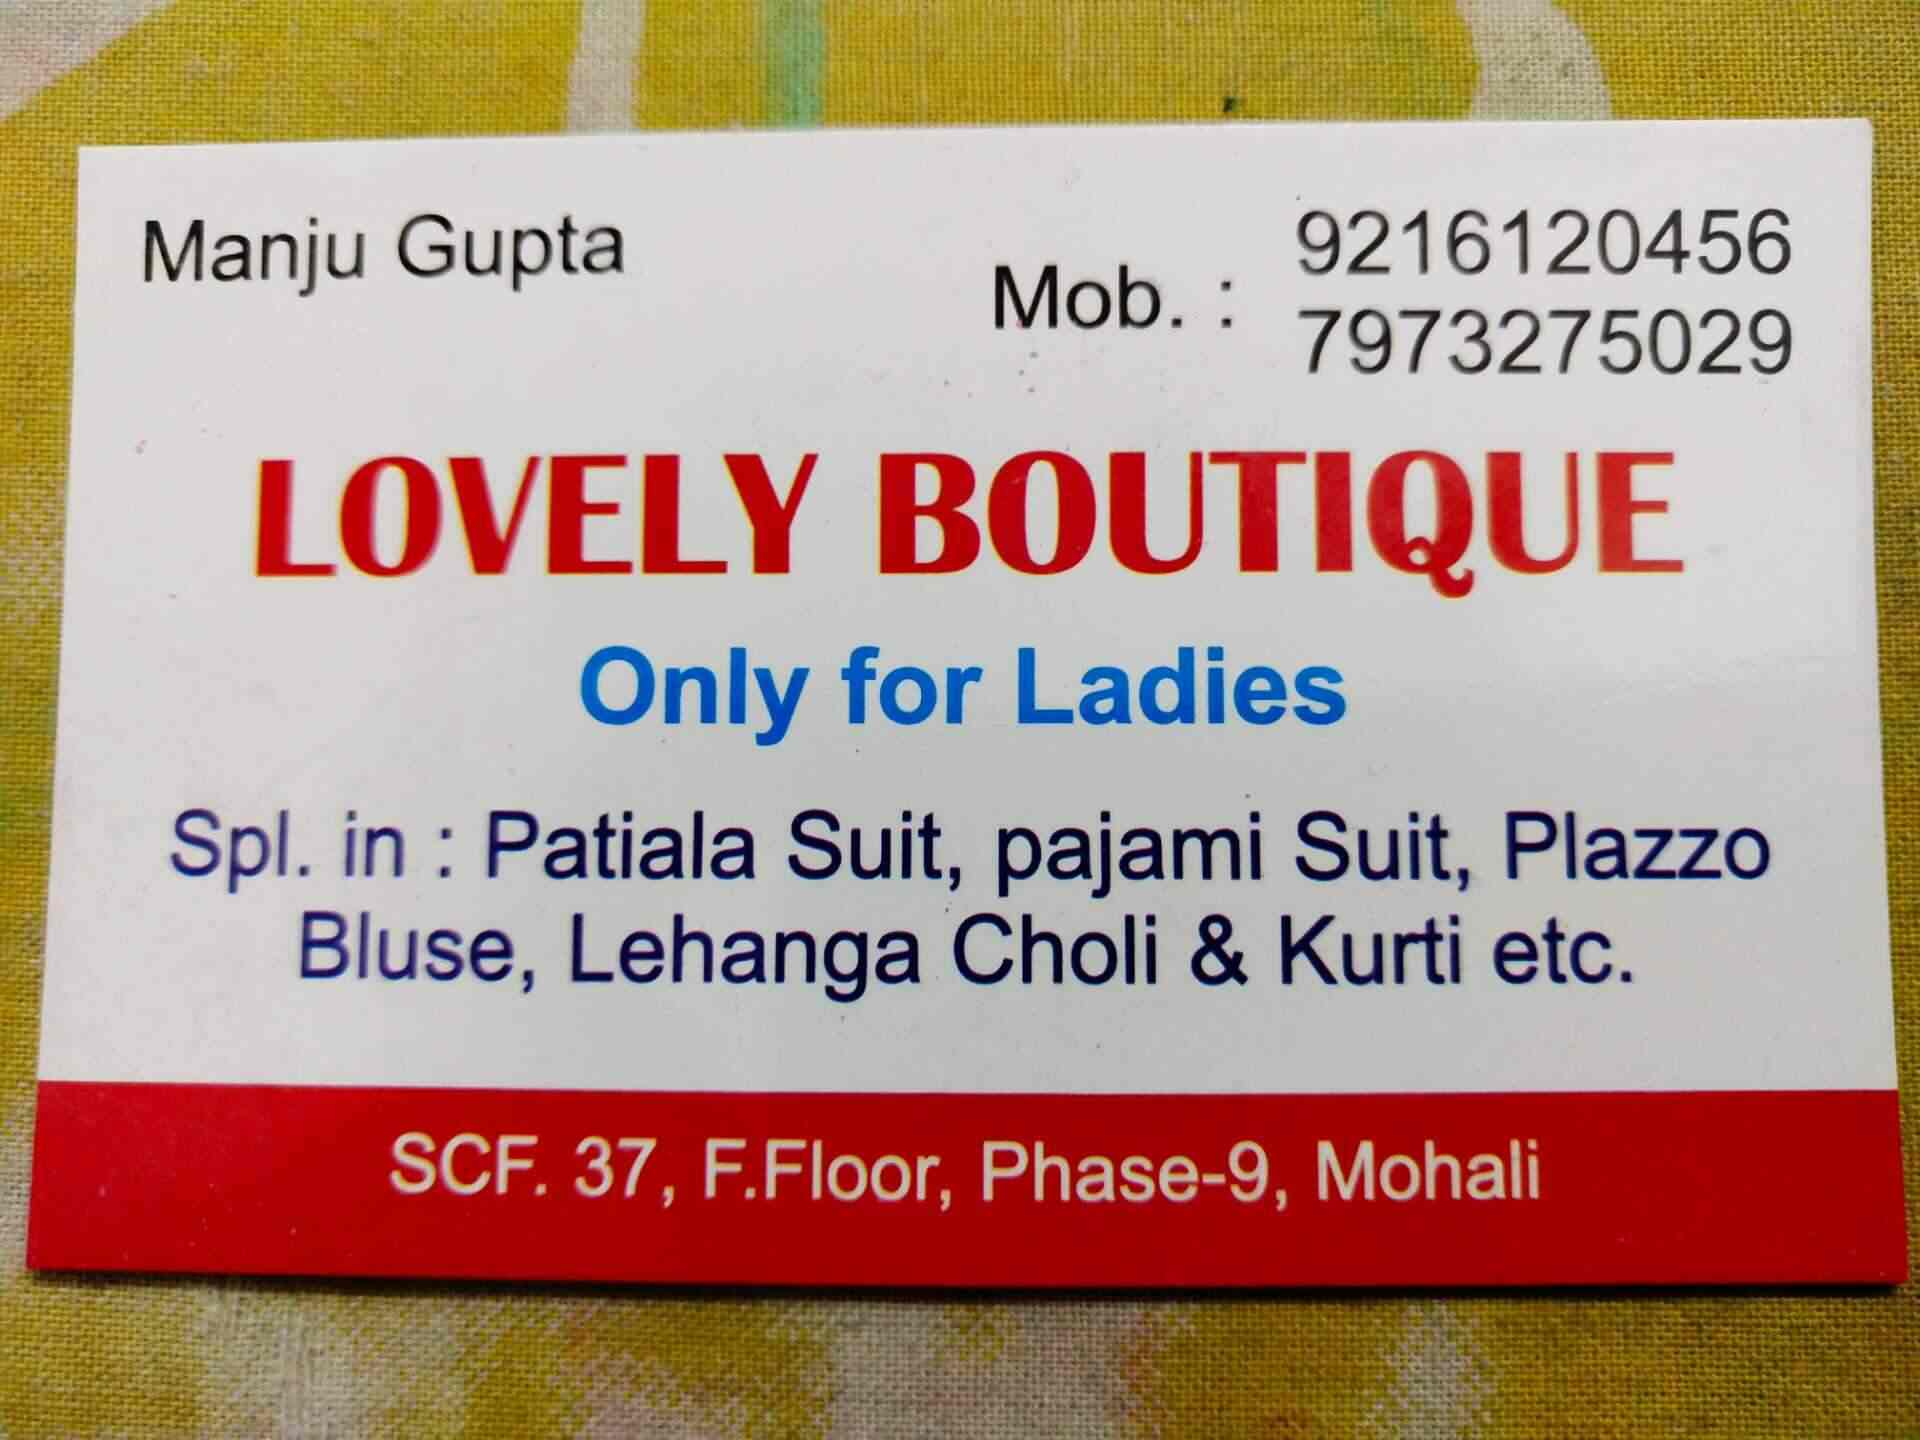 Manju Gupta
Mob. :
9216120456
7973275029
LOVELY BOUTIQUE
Only for Ladies
Spl. in : Patiala Suit, pajami Suit, Plazzo
Bluse, Lehanga Choli & Kurti etc.
SCF. 37, F.Floor, Phase-9, Mohali